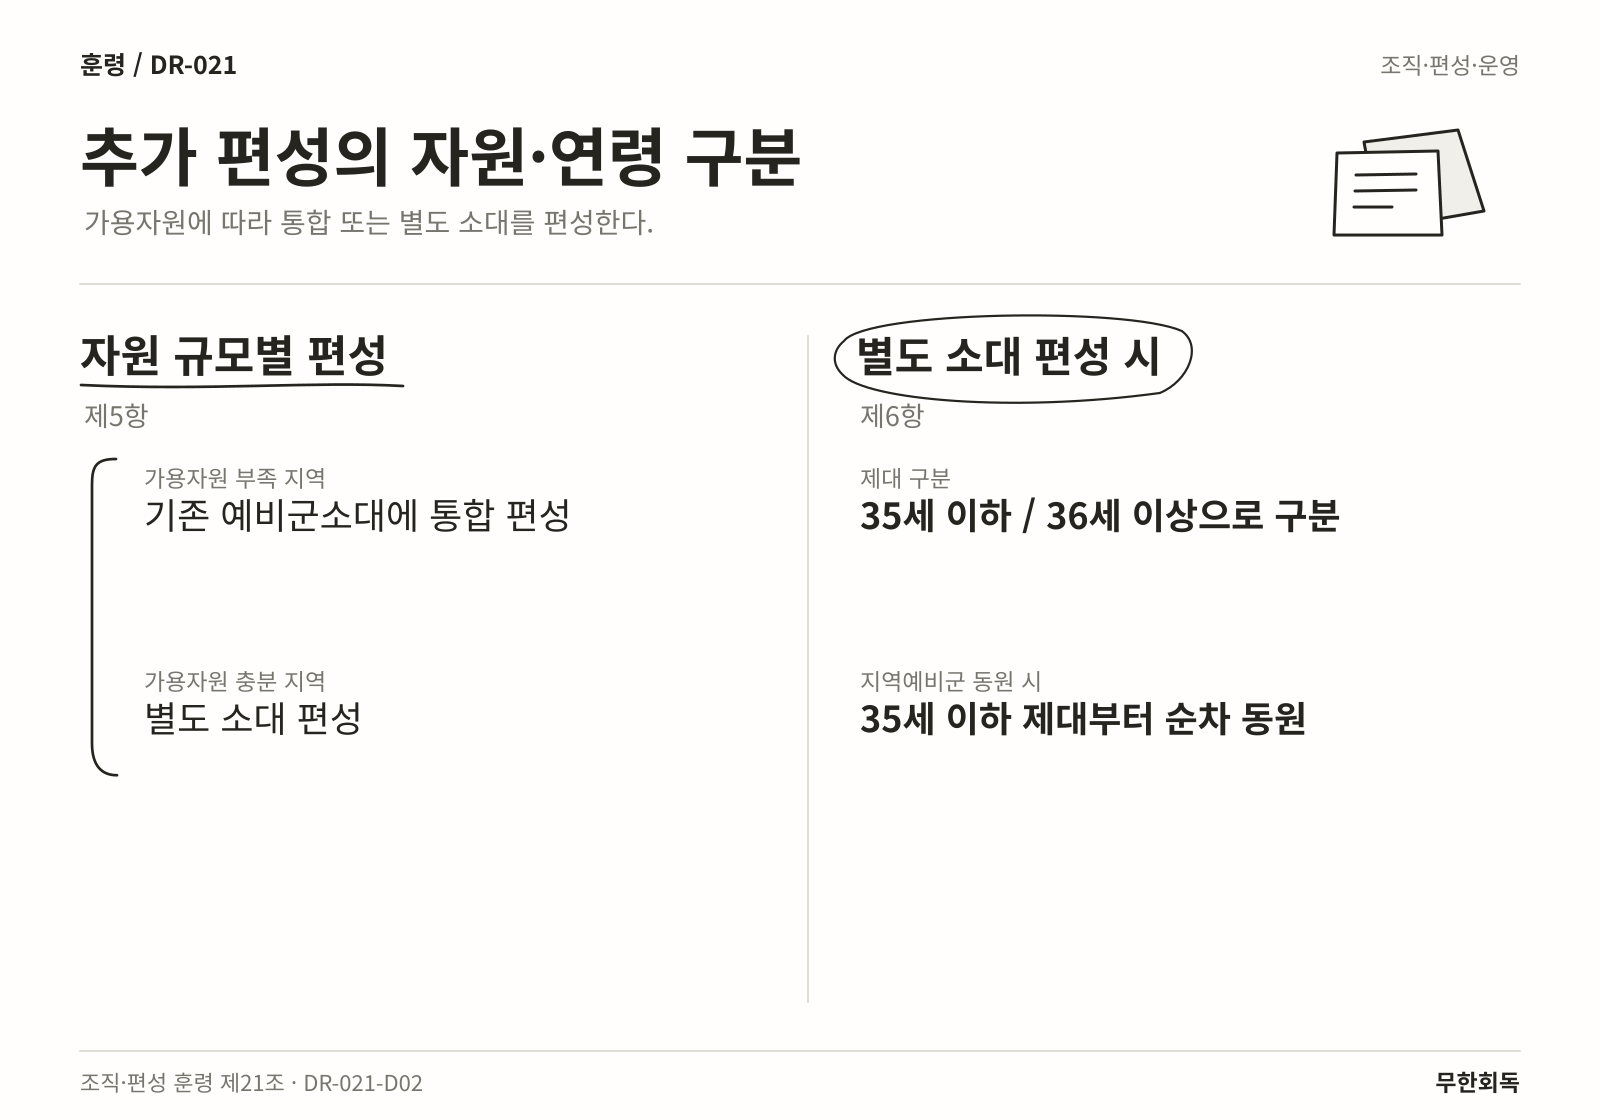 훈령 / DR-021
조직·편성·운영
추가 편성의 자원·연령 구분
가용자원에 따라 통합 또는 별도 소대를 편성한다.
자원 규모별 편성
제5항
가용자원 부족 지역
기존 예비군소대에 통합 편성
가용자원 충분 지역
별도 소대 편성
별도 소대 편성 시
제6항
제대 구분
35세 이하 / 36세 이상으로 구분
지역예비군 동원 시
35세 이하 제대부터 순차 동원
조직·편성 훈령 제21조 · DR-021-D02
무한회독